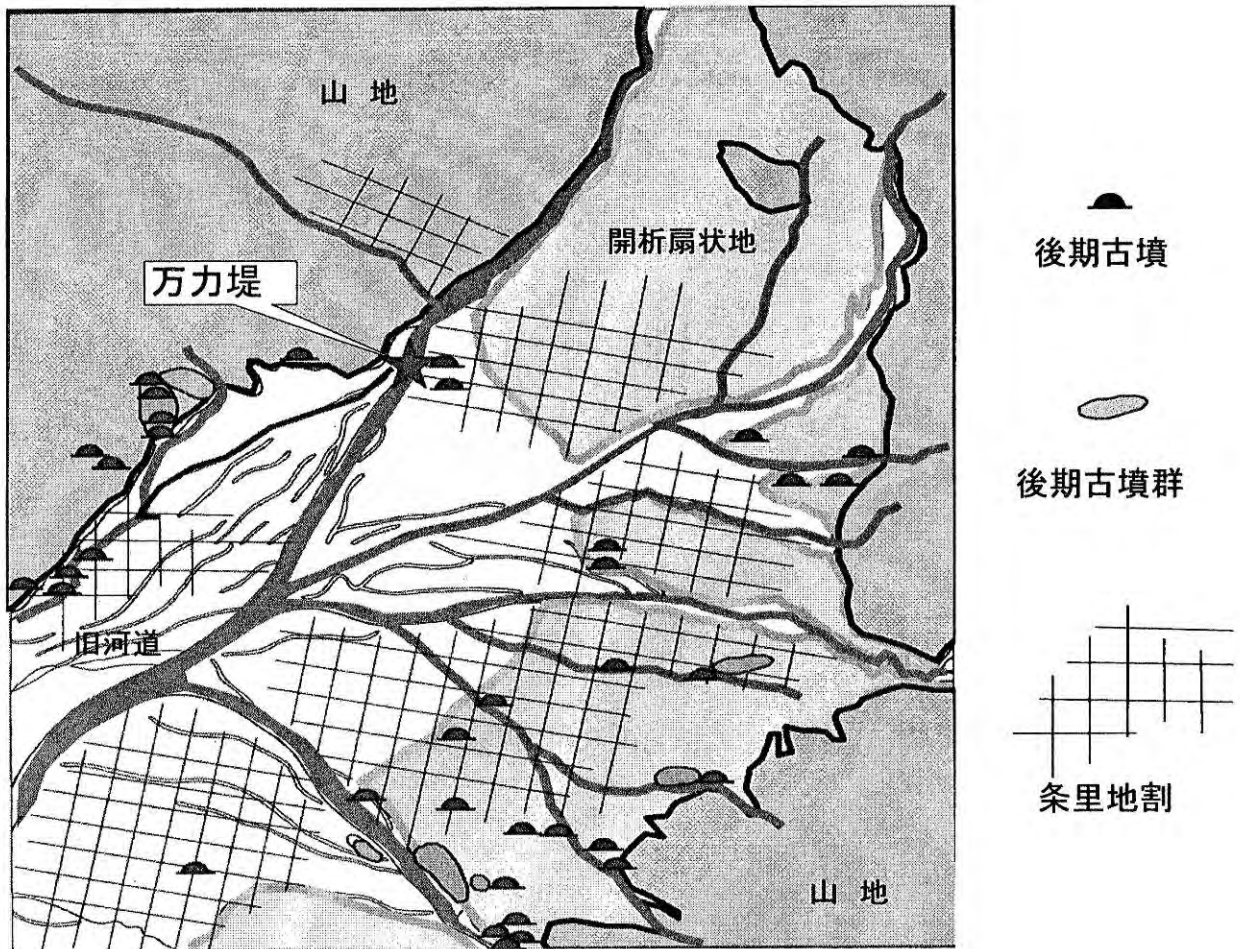 山地
開析扇状地
万力堤
旧河道
山地
後期古墳
後期古墳群
条里地割